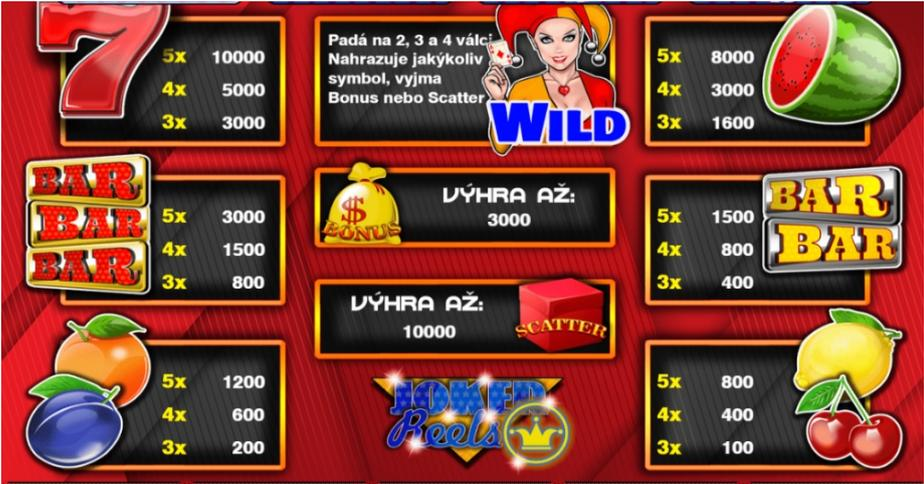 5x 10000
4x 5000
3x 3000
Padá na 2, 3 a 4 válci
Nahrazuje jakýkoliv
symbol, vyjma
Bonus nebo Scatter
WILD
5x 8000
4x 3000
3x 1600
BAR
BAR
BAR
5x 3000
4x 1500
3x 800
$
BONUS
VÝHRA AŽ:
3000
5x 1500
4x 800
3x 400
BAR
BAR
VÝHRA AŽ:
10000
SCATTER
5x 1200
4x 600
3x 200
JOKER
Reels
5x 800
4x 400
3x 100